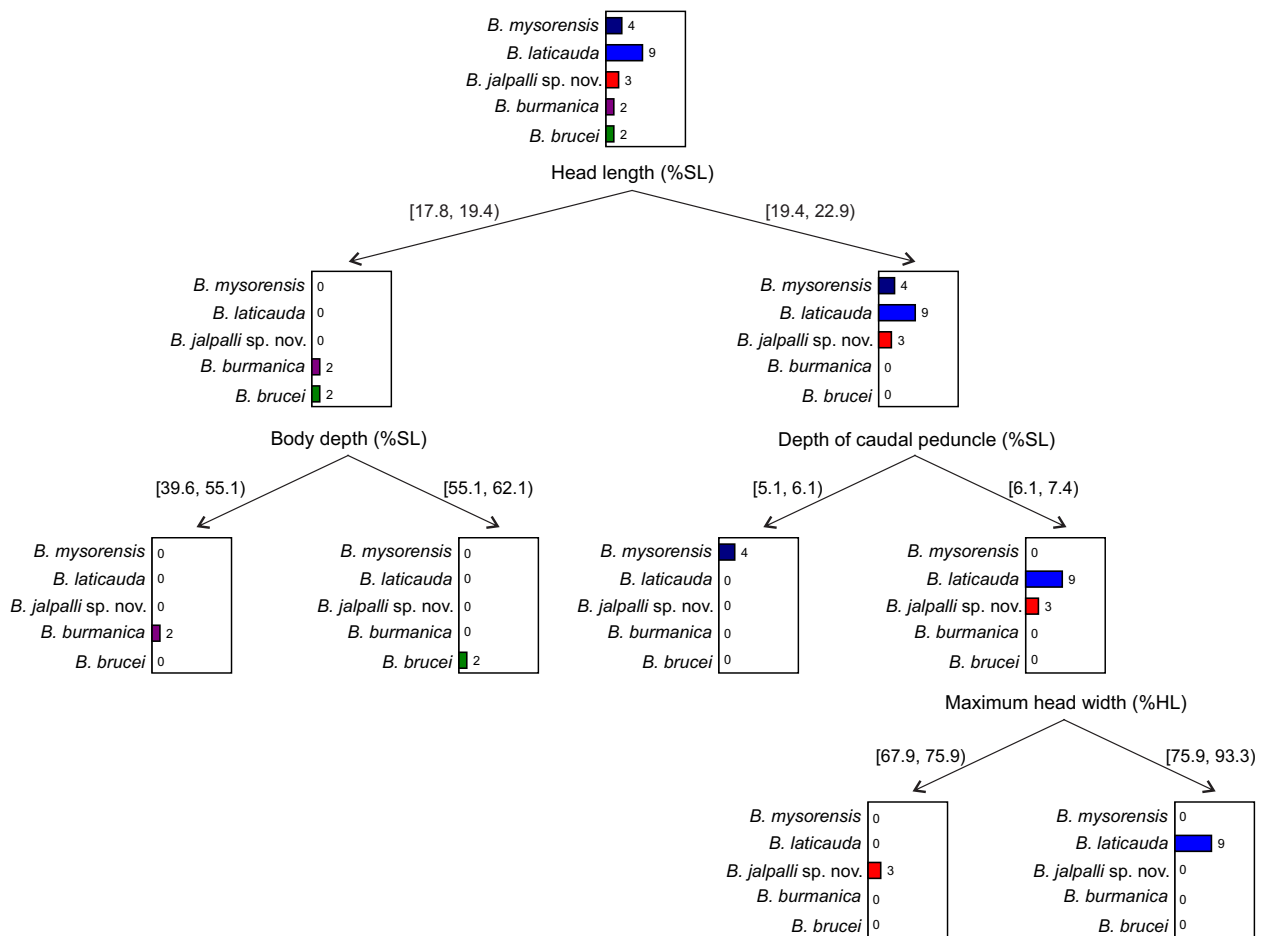 B. mysorensis 4
B. laticauda 9
B. jalpalli sp. nov. 3
B. burmanica 2
B. brucei 2
Head length (%SL)
[17.8, 19.4) [19.4, 22.9)
B. mysorensis 0
B. laticauda 0
B. jalpalli sp. nov. 0
B. burmanica 2
B. brucei 2
B. mysorensis 4
B. laticauda 9
B. jalpalli sp. nov. 3
B. burmanica 0
B. brucei 0
Body depth (%SL)
[39.6, 55.1) [55.1, 62.1)
Depth of caudal peduncle (%SL)
[5.1, 6.1) [6.1, 7.4)
B. mysorensis 0
B. laticauda 0
B. jalpalli sp. nov. 0
B. burmanica 2
B. brucei 0
B. mysorensis 0
B. laticauda 0
B. jalpalli sp. nov. 0
B. burmanica 0
B. brucei 2
B. mysorensis 4
B. laticauda 0
B. jalpalli sp. nov. 0
B. burmanica 0
B. brucei 0
B. mysorensis 0
B. laticauda 9
B. jalpalli sp. nov. 3
B. burmanica 0
B. brucei 0
Maximum head width (%HL)
[67.9, 75.9) [75.9, 93.3)
B. mysorensis 0
B. laticauda 0
B. jalpalli sp. nov. 3
B. burmanica 0
B. brucei 0
B. mysorensis 0
B. laticauda 9
B. jalpalli sp. nov. 0
B. burmanica 0
B. brucei 0